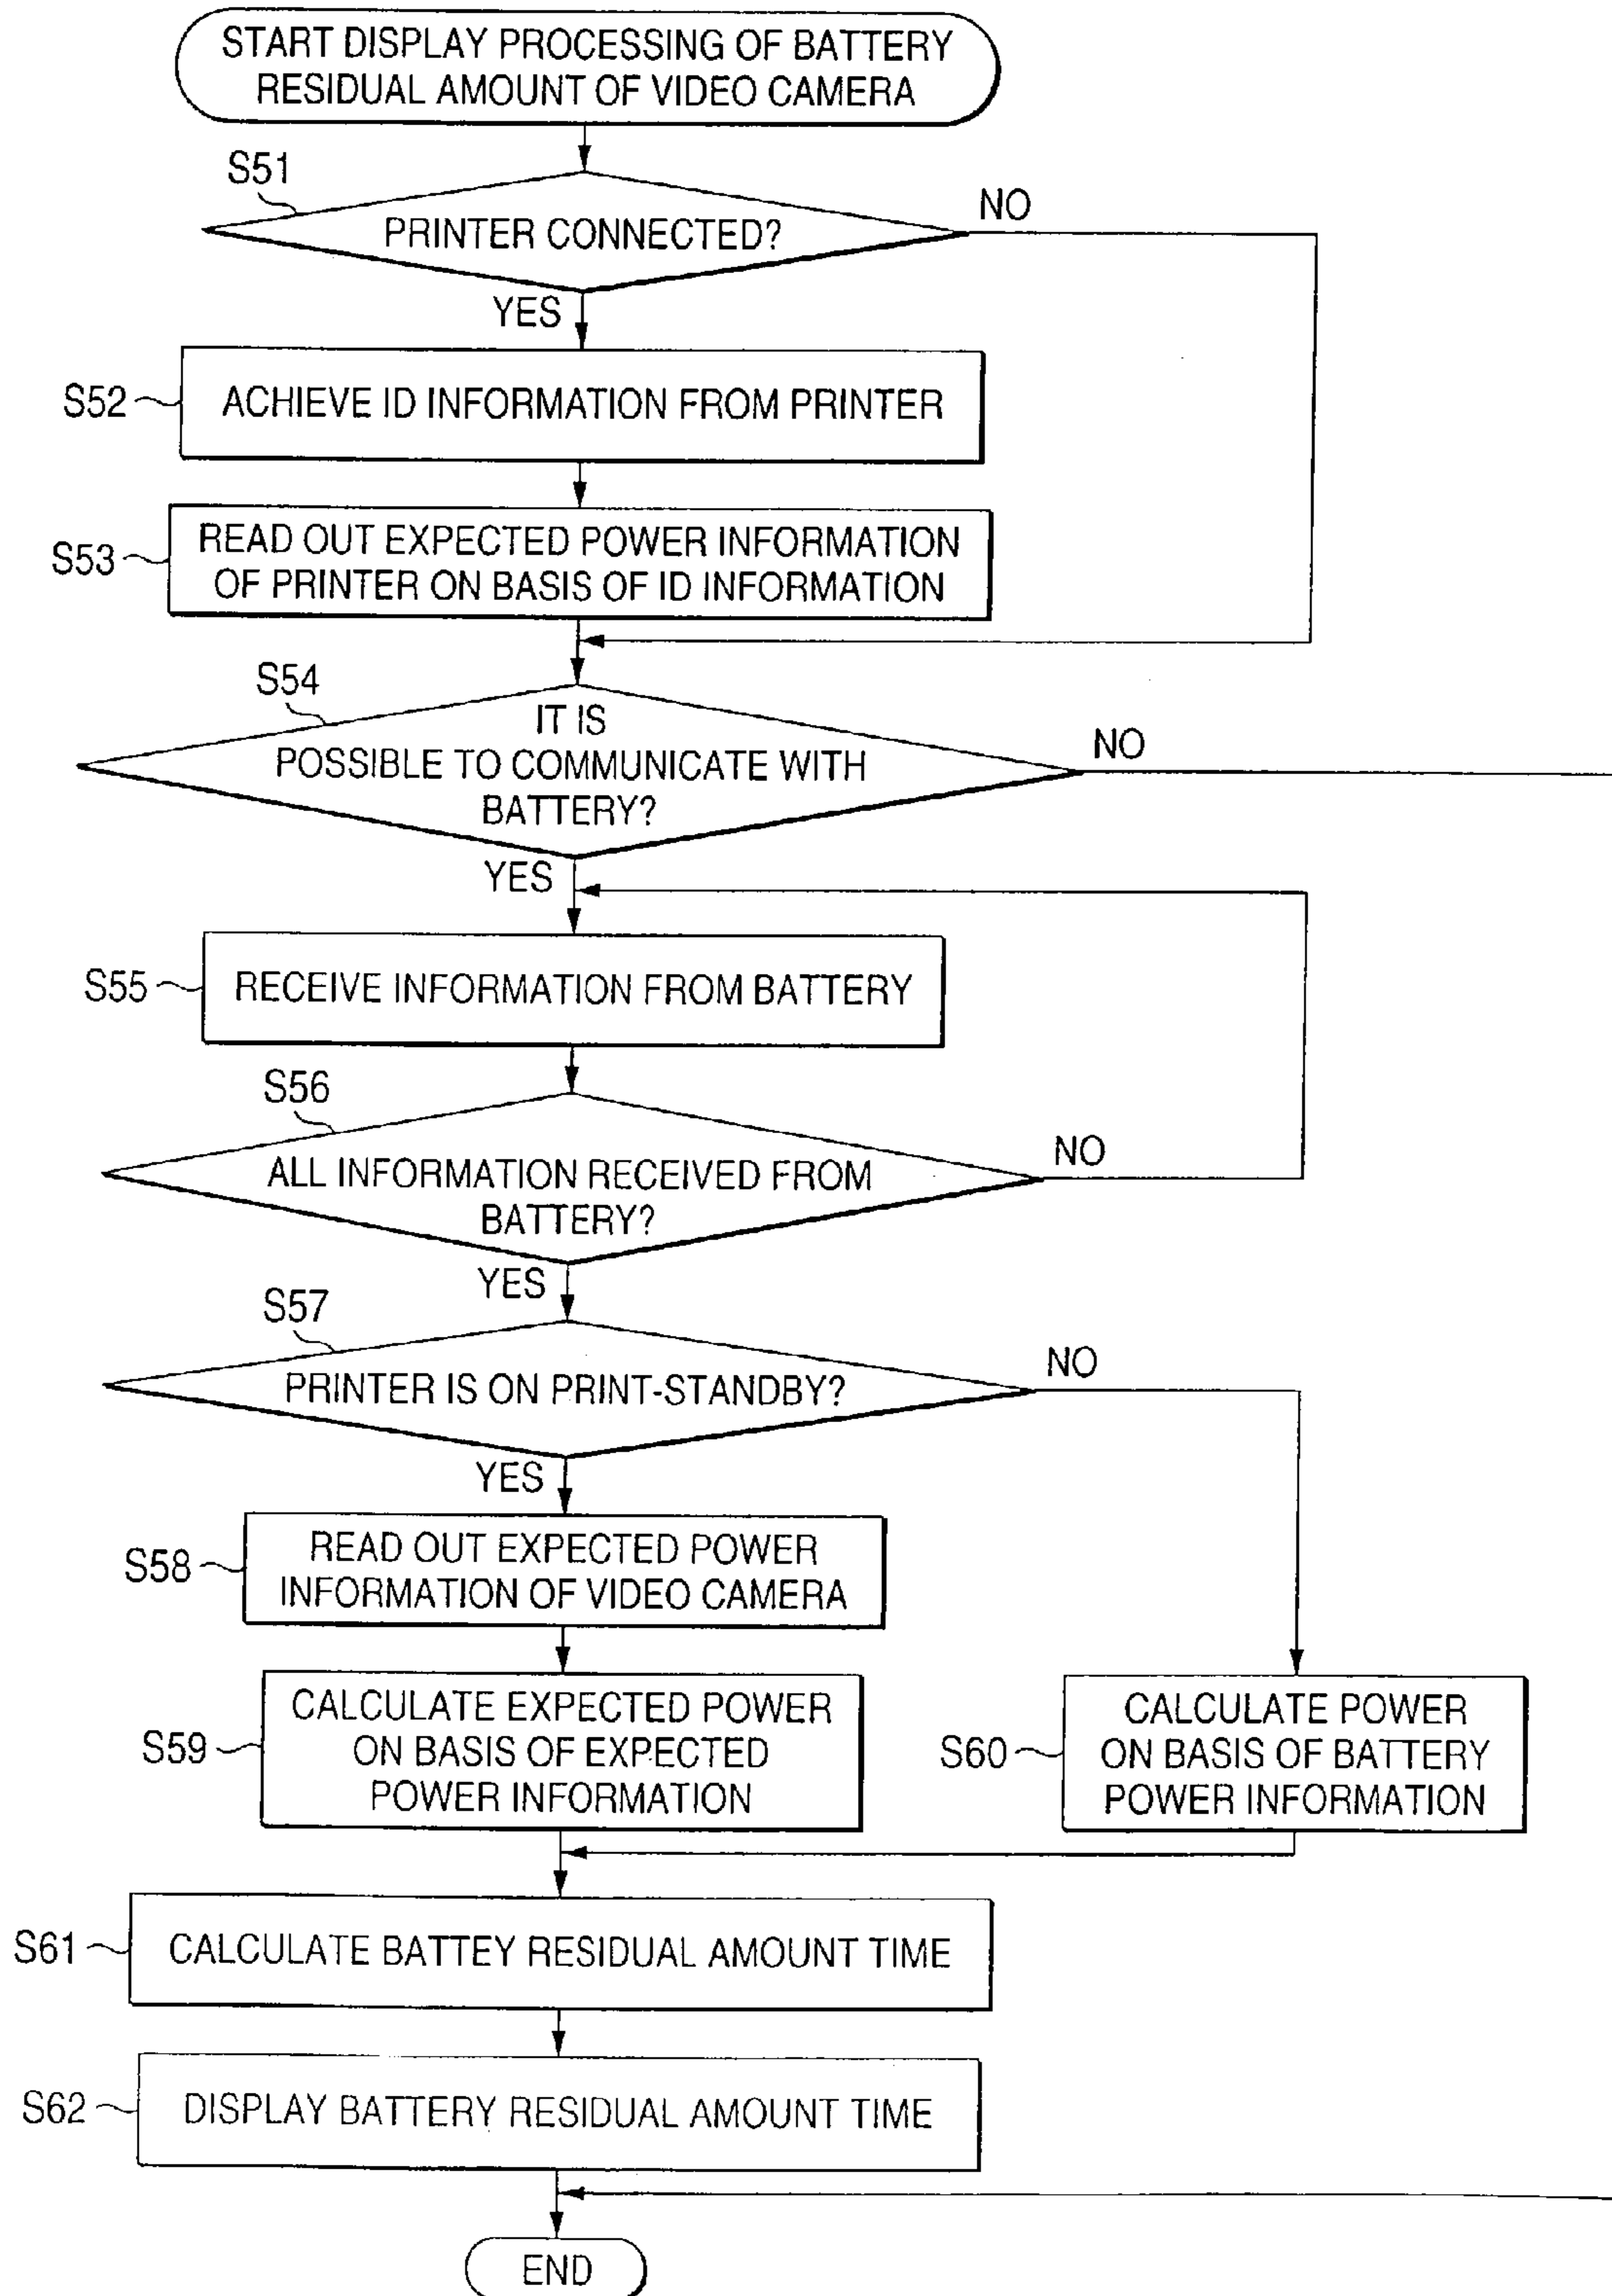 START DISPLAY PROCESSING OF BATTERY
RESIDUAL AMOUNT OF VIDEO CAMERA
S51
PRINTER CONNECTED?
NO
YES
S52
ACHIEVE ID INFORMATION FROM PRINTER
S53
READ OUT EXPECTED POWER INFORMATION
OF PRINTER ON BASIS OF ID INFORMATION
S54
IT IS
POSSIBLE TO COMMUNICATE WITH
BATTERY?
NO
YES
S55
RECEIVE INFORMATION FROM BATTERY
S56
ALL INFORMATION RECEIVED FROM
BATTERY?
NO
YES
S57
PRINTER IS ON PRINT-STANDBY?
NO
YES
S58
READ OUT EXPECTED POWER
INFORMATION OF VIDEO CAMERA
S59
CALCULATE EXPECTED POWER
ON BASIS OF EXPECTED
POWER INFORMATION
S60
CALCULATE POWER
ON BASIS OF BATTERY
POWER INFORMATION
S61
CALCULATE BATTEY RESIDUAL AMOUNT TIME
S62
DISPLAY BATTERY RESIDUAL AMOUNT TIME
END